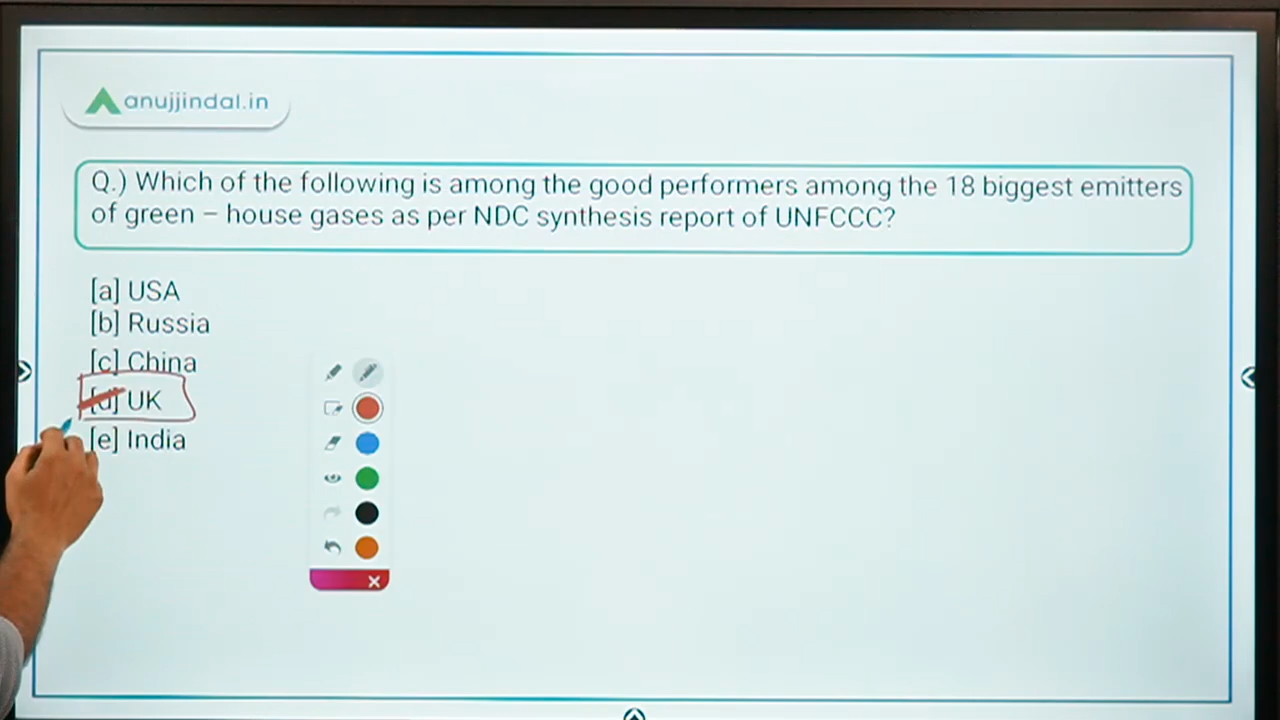 anujjindal.in
Q.) Which of the following is among the good performers among the 18 biggest emitters
of green – house gases as per NDC synthesis report of UNFCCC?
[a] USA
[b] Russia
[c] China
[d] UK
[e] India